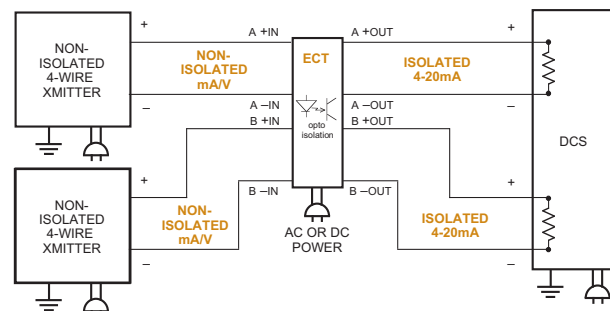 NON-
ISOLATED
4-WIRE
XMITTER
+
–
NON-
ISOLATED
mA/V
A +IN
A –IN
B +IN
B –IN
ECT
opto
isolation
AC OR DC
POWER
A +OUT
A –OUT
B +OUT
B –OUT
ISOLATED
4-20mA
+
–
DCS
NON-
ISOLATED
4-WIRE
XMITTER
+
–
NON-
ISOLATED
mA/V
ISOLATED
4-20mA
+
–